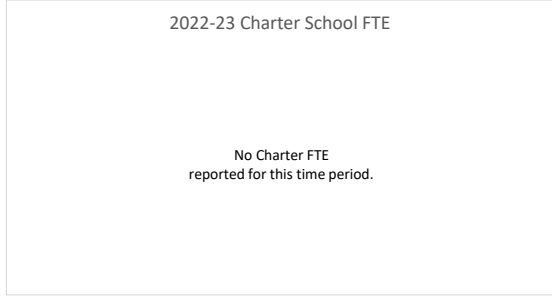 2022-23 Charter School FTE
No Charter FTE
reported for this time period.